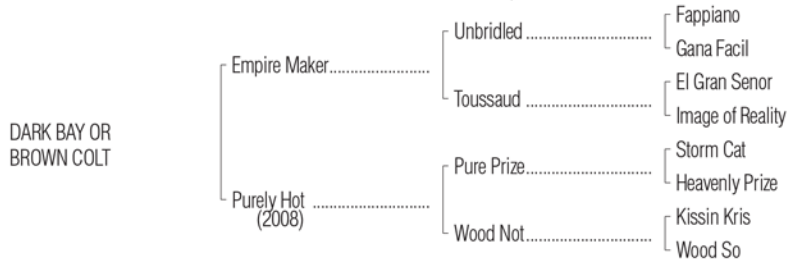 Fappiano
Unbridled ..............................
Gana Facil
Empire Maker........................
El Gran Senor
Toussaud ..............................
Image of Reality
DARK BAY OR
BROWN COLT
Storm Cat
Pure Prize..............................
Heavenly Prize
Purely Hot ............................
(2008)
Kissin Kris
Wood Not..............................
Wood So